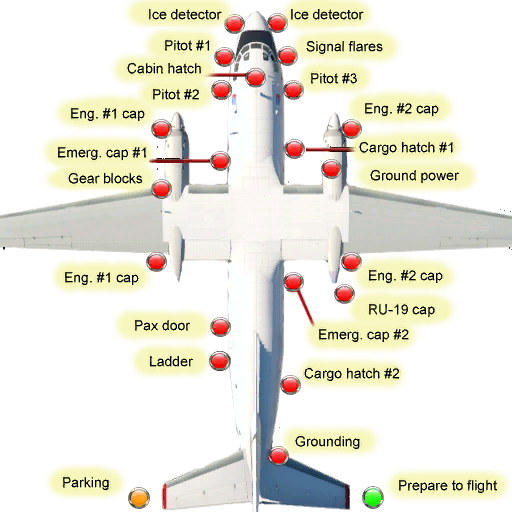 Ice detector
Ice detector
Pitot #1
Signal flares
Cabin hatch
Pitot #3
Pitot #2
Eng. #1 cap
Eng. #2 cap
Emerg. cap #1
Cargo hatch #1
Gear blocks
Ground power
Eng. #1 cap
Eng. #2 cap
RU-19 cap
Pax door
Emerg. cap #2
Ladder
Cargo hatch #2
Grounding
Parking
Prepare to flight